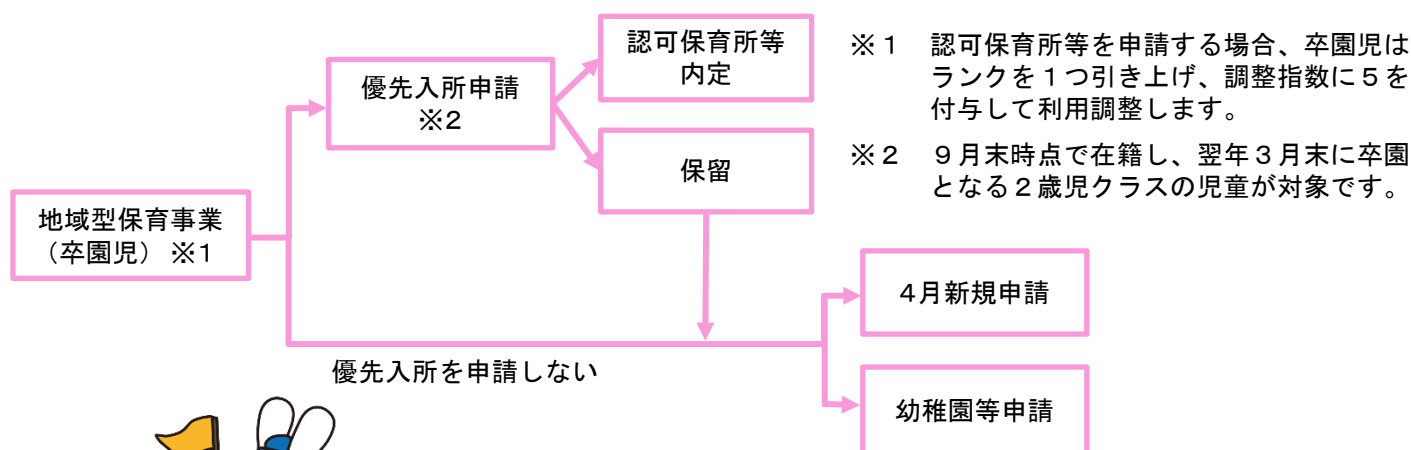 認可保育所等
内定
優先入所申請
※2
保留
地域型保育事業
（卒園児）※1
4月新規申請
優先入所を申請しない
幼稚園等申請
※１　認可保育所等を申請する場合、卒園児は
ランクを１つ引き上げ、調整指数に５を
付与して利用調整します。
※２　９月末時点で在籍し、翌年３月末に卒園
となる２歳児クラスの児童が対象です。